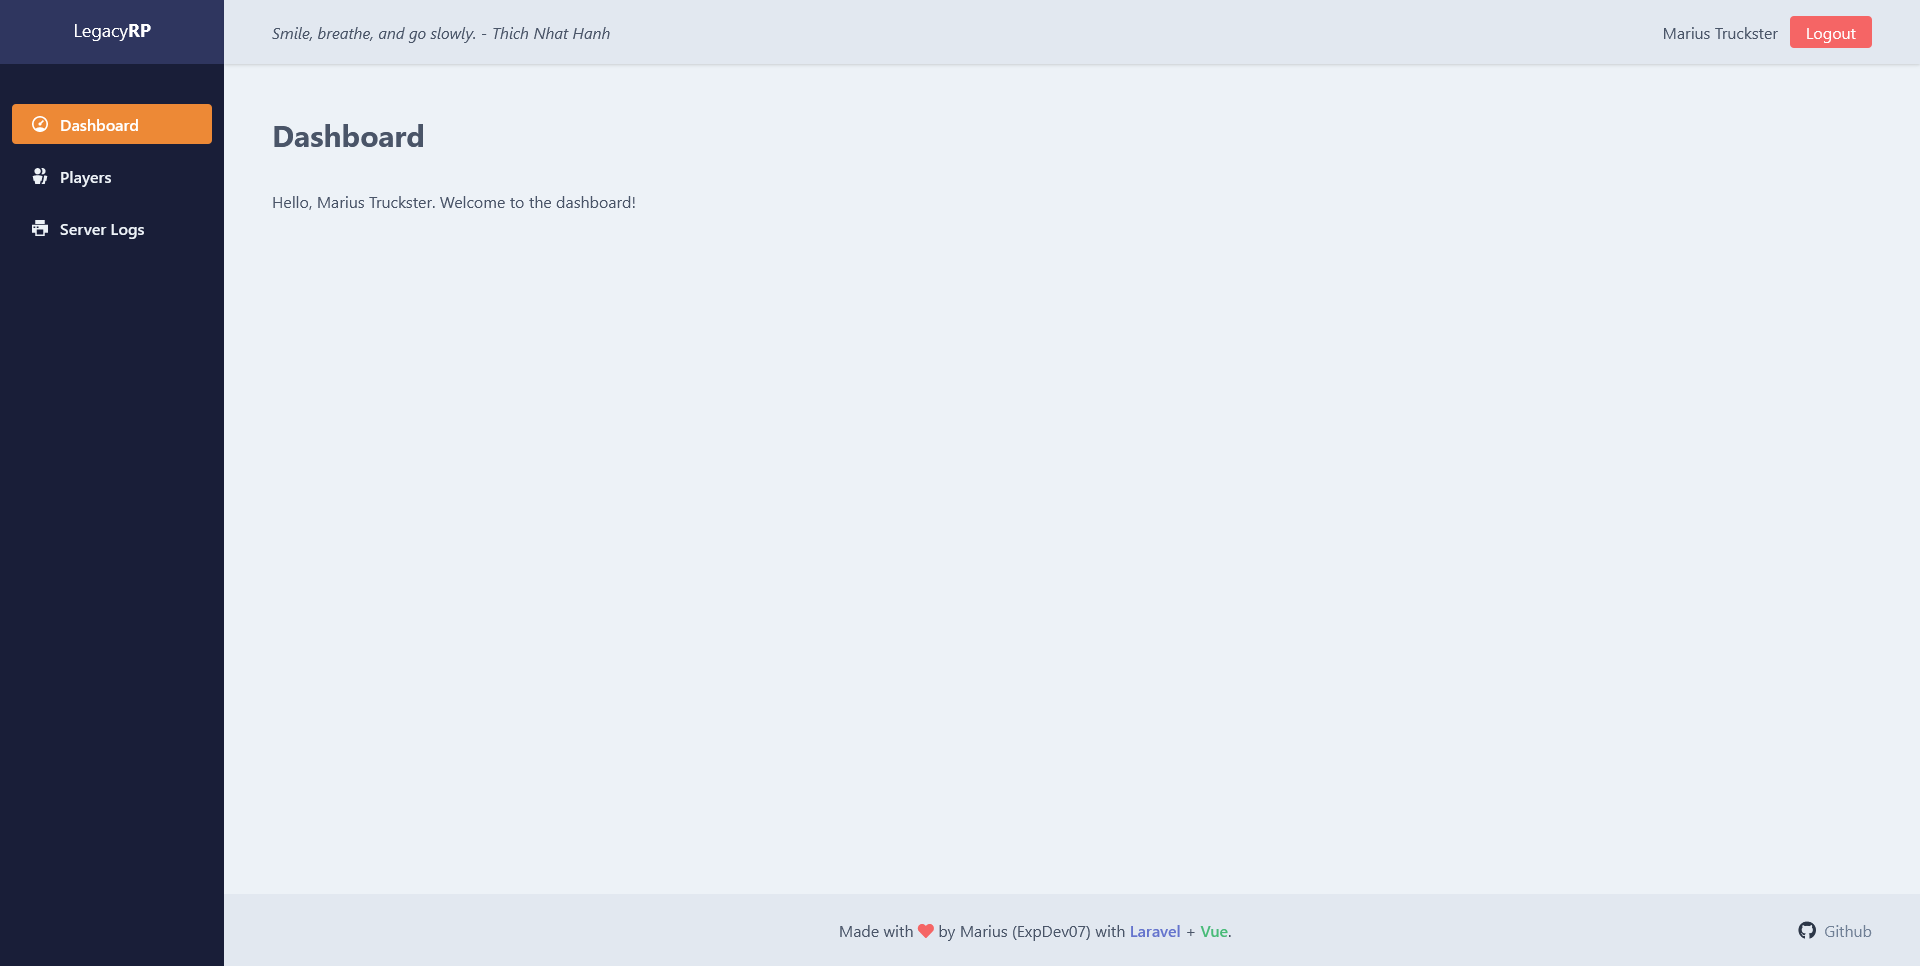 LegacyRP
Smile, breathe, and go slowly. - Thich Nhat Hanh
Marius Truckster
Logout
Dashboard
Players
Server Logs
Dashboard
Hello, Marius Truckster. Welcome to the dashboard!
Made with ❤ by Marius (ExpDev07) with Laravel + Vue.
Github